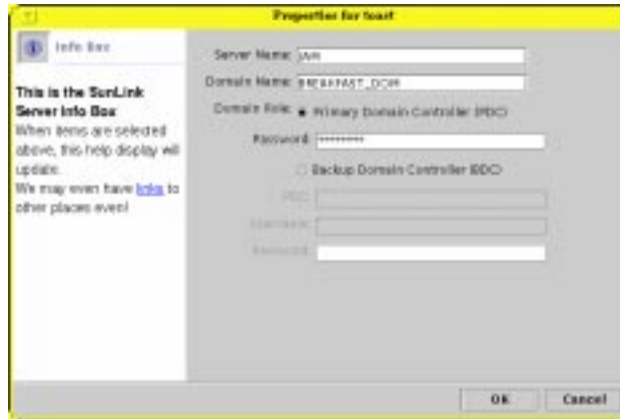 Properties for toast
Info Box
This is the SunLink
Server Info Box
When items are selected
above, this help display will
update.
We may even have links to
other places even!
Server Name: JAM
Domain Name: BREAKFAST_DOM
Domain Role: Primary Domain Controller (PDC)
Password: ********
Backup Domain Controller (BDC)
PDC:
Username:
Password:
OK
Cancel